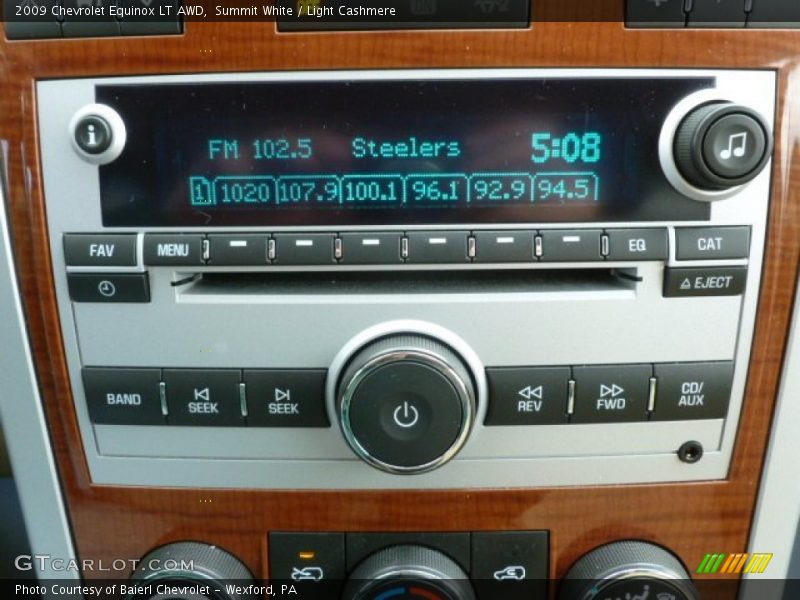 2009 Chevrolet Equinox LT AWD, Summit White / Light Cashmere
FM 102.5 Steelers 5:08
1 1020 107.9 100.1 96.1 92.9 94.5
FAV MENU EQ CAT
EJECT
BAND SEEK SEEK REV FWD CD/AUX
GTCARLOT.COM
Photo Courtesy of Baierl Chevrolet - Wexford, PA